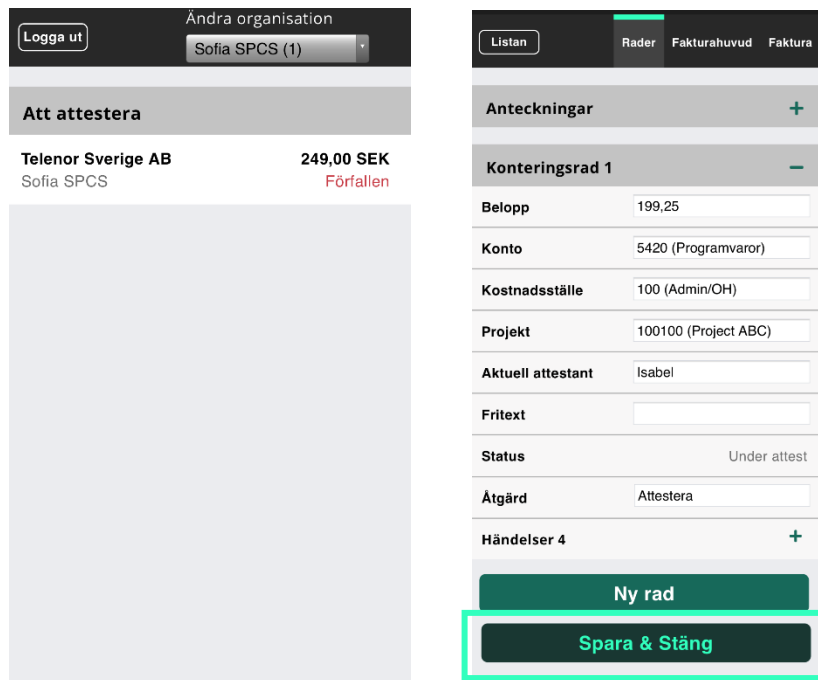 Ändra organisation
Logga ut
Sofia SPCS (1)
Att attestera
Telenor Sverige AB 249,00 SEK
Sofia SPCS Förfallen
Listan Rader Fakturahuvud Faktura
Anteckningar +
Konteringsrad 1 −
Belopp 199,25
Konto 5420 (Programvaror)
Kostnadsställe 100 (Admin/OH)
Projekt 100100 (Project ABC)
Aktuell attestant Isabel
Fritext
Status Under attest
Åtgärd Attestera
Händelser 4 +
Ny rad
Spara & Stäng